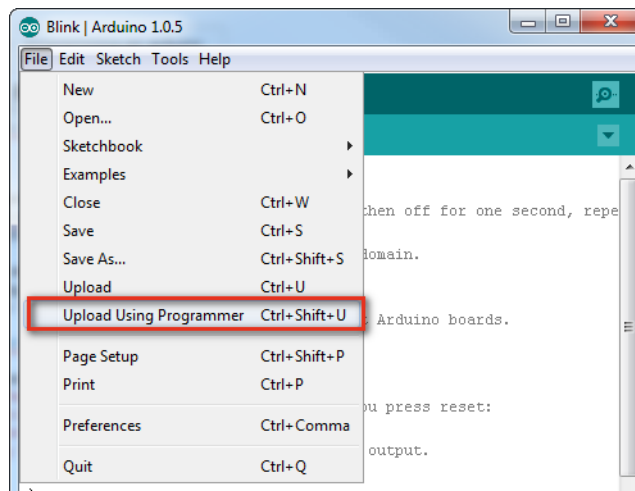 Blink | Arduino 1.0.5
File Edit Sketch Tools Help
New Ctrl+N
Open... Ctrl+O
Sketchbook
Examples
Close Ctrl+W
Save Ctrl+S
Save As... Ctrl+Shift+S
Upload Ctrl+U
Upload Using Programmer Ctrl+Shift+U
Page Setup Ctrl+Shift+P
Print Ctrl+P
Preferences Ctrl+Comma
Quit Ctrl+Q
then off for one second, repe
domain.
Arduino boards.
ou press reset:
output.